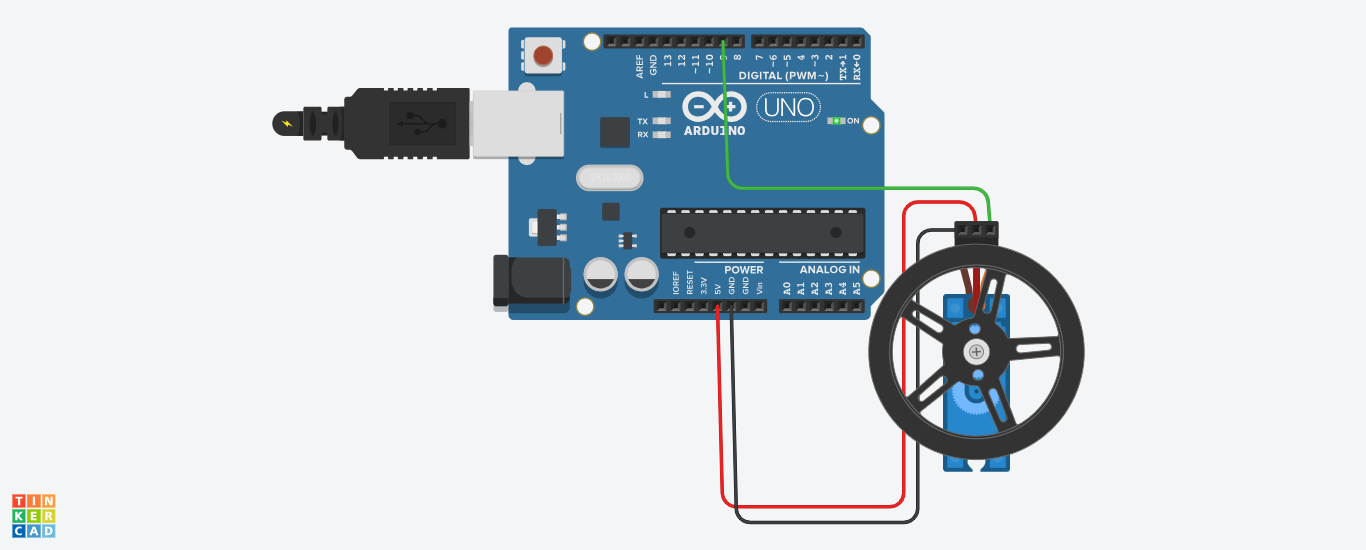 AREF
GND
13
12
~11
~10
9
8
7
~6
~5
4
~3
2
TX→1
RX←0
DIGITAL (PWM~)
L
TX
RX
ARDUINO
UNO
ON
POWER
ANALOG IN
IOREF
RESET
3.3V
5V
GND
GND
Vin
A0
A1
A2
A3
A4
A5
TIN
KER
CAD